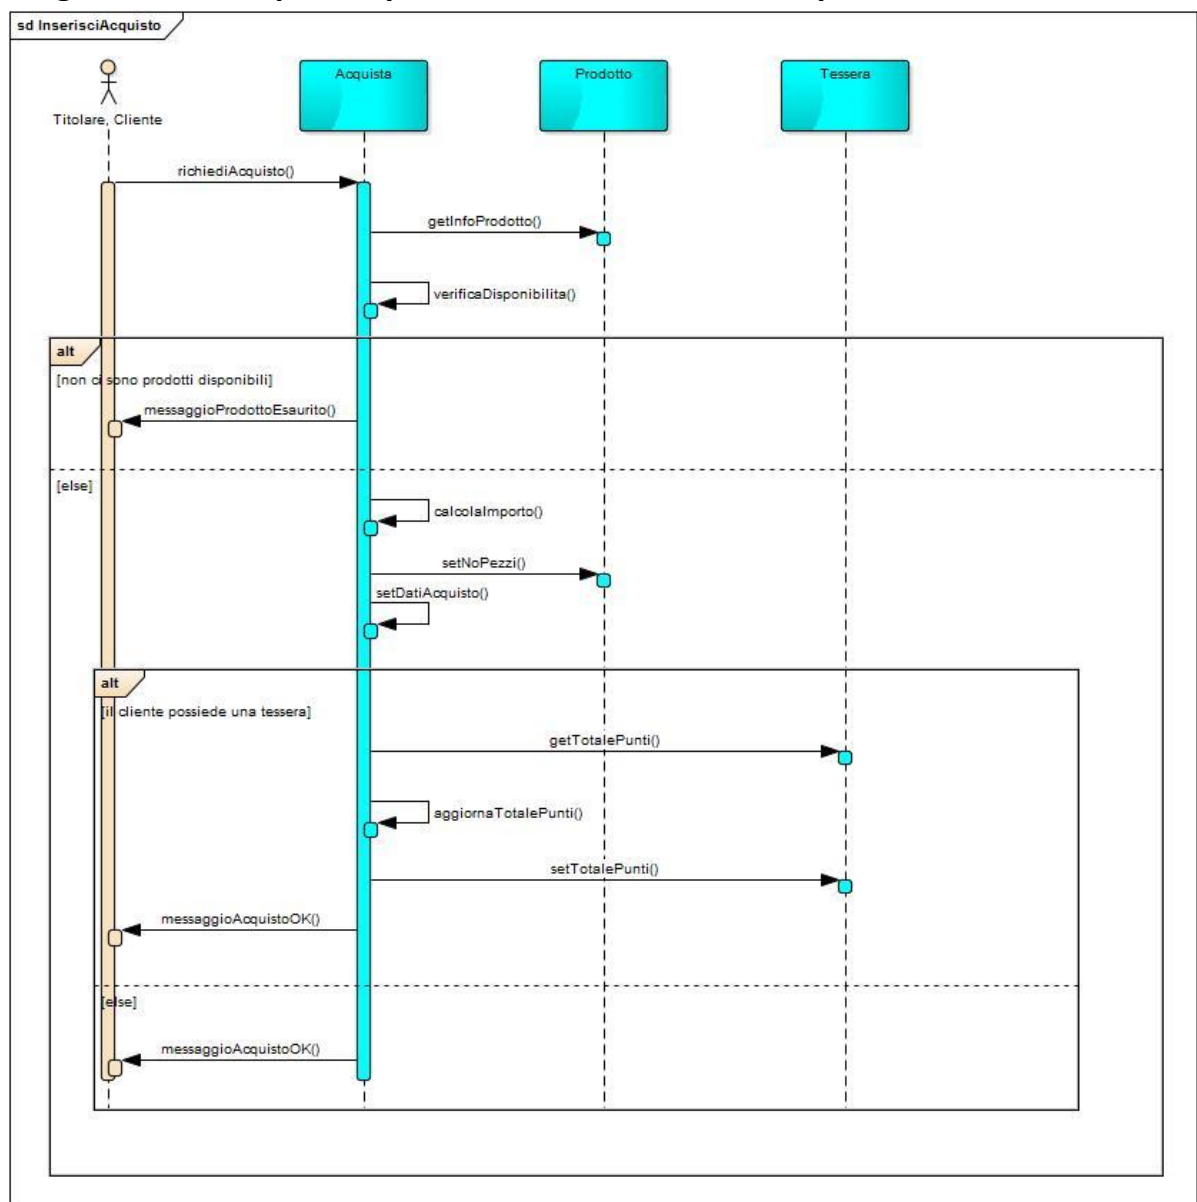 sd InserisciAcquisto
Acquista
Prodotto
Tessera
Titolare, Cliente
richiediAcquisto()
getInfoProdotto()
verificaDisponibilita()
alt
[non ci sono prodotti disponibili]
messaggioProdottoEsaurito()
[else]
calcolaImporto()
setNoPezzi()
setDatiAcquisto()
alt
[il cliente possiede una tessera]
getTotalePunti()
aggiornaTotalePunti()
setTotalePunti()
messaggioAcquistoOK()
[else]
messaggioAcquistoOK()